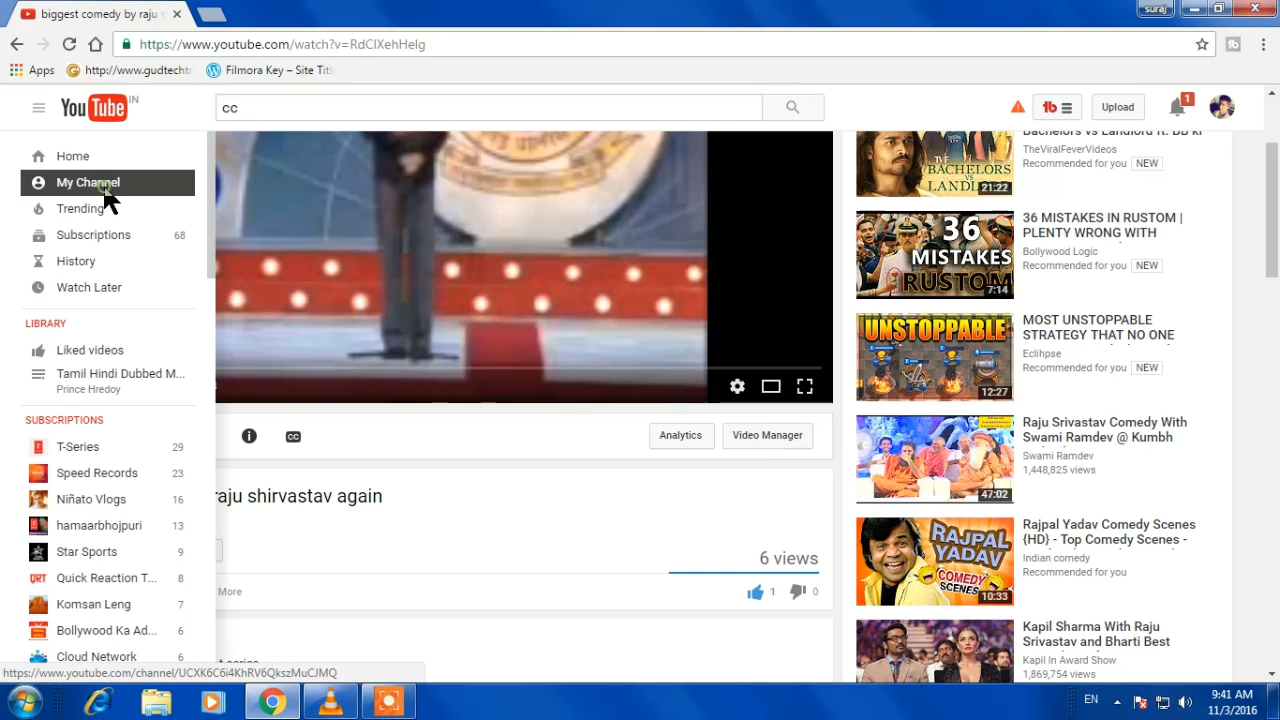 biggest comedy by raju s
suraj
https://www.youtube.com/watch?v=RdClXehHelg
Apps
http://www.gudtechtri
Filmora Key – Site Titl
YouTube IN
cc
Upload
1
Home
My Channel
Trending
Subscriptions 68
History
Watch Later
LIBRARY
Liked videos
Tamil Hindi Dubbed M...
Prince Hredoy
SUBSCRIPTIONS
T-Series 29
Speed Records 23
Niñato Vlogs 16
hamaarbhojpuri 13
Star Sports 9
QRT Quick Reaction T... 8
Komsan Leng 7
Bollywood Ka Ad... 6
Cloud Network 6
https://www.youtube.com/channel/UCXK6C6i4KhRV6QkszMuCJMQ
CC
Analytics
Video Manager
raju shirvastav again
6 views
More
1
0
t series
THE BACHELORS
VS
LANDL
21:22
Bachelors vs Landlord ft. BB ki
TheViralFeverVideos
Recommended for you NEW
36
MISTAKES IN
RUSTOM
7:14
36 MISTAKES IN RUSTOM |
PLENTY WRONG WITH
Bollywood Logic
Recommended for you NEW
UNSTOPPABLE
12:27
MOST UNSTOPPABLE
STRATEGY THAT NO ONE
Eclihpse
Recommended for you NEW
47:02
Raju Srivastav Comedy With
Swami Ramdev @ Kumbh
Swami Ramdev
1,448,825 views
RAJPAL
YADAV
COMEDY
SCENES
10:33
Rajpal Yadav Comedy Scenes
{HD} - Top Comedy Scenes -
Indian comedy
Recommended for you
Kapil Sharma With Raju
Srivastav and Bharti Best
Kapil In Award Show
1,869,754 views
EN
9:41 AM
11/3/2016